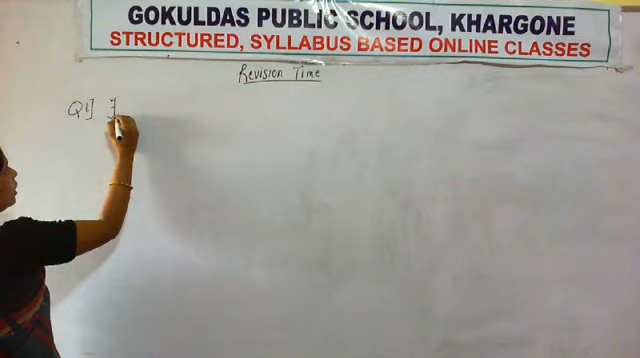 GOKULDAS PUBLIC SCHOOL, KHARGONE
STRUCTURED, SYLLABUS BASED ONLINE CLASSES
Revision Time
Q1]